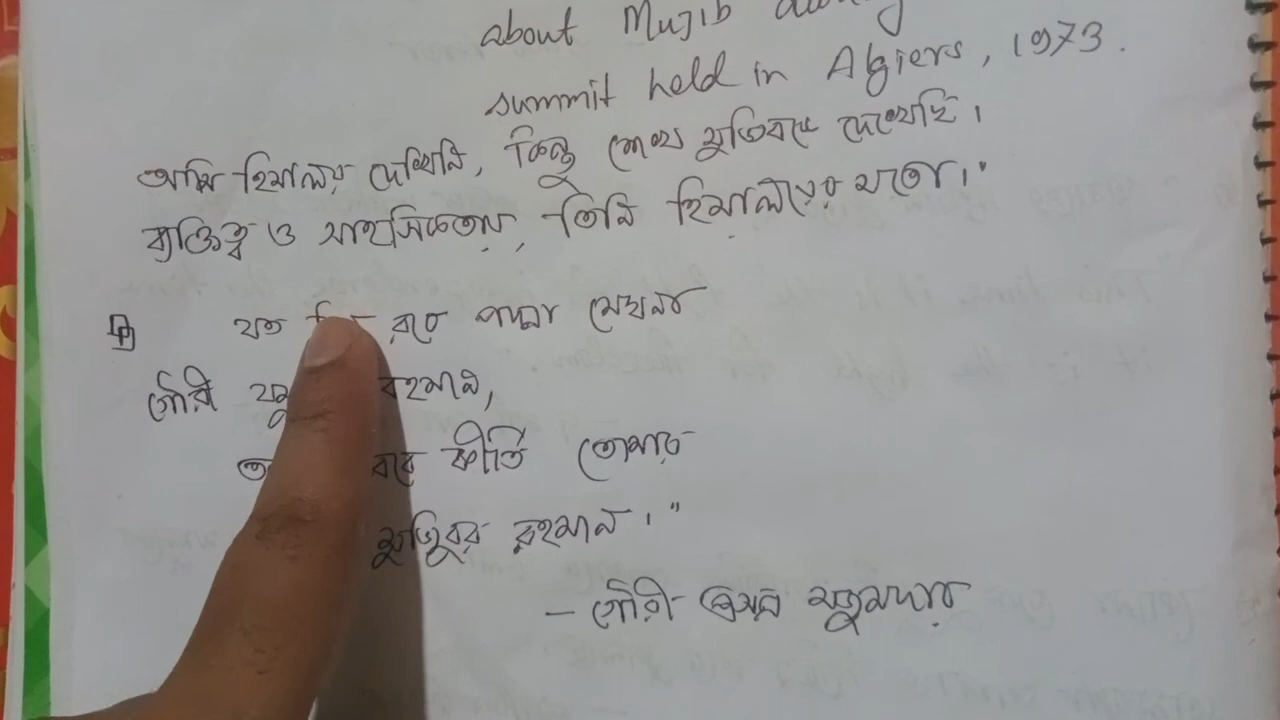 about Mujib
summit held in Algiers, 1973.
আমি হিমালয় দেখিনি, কিন্তু শেখ মুজিবকে দেখেছি।
ব্যক্তিত্ব ও সাহসিকতায়, তিনি হিমালয়ের মতো।"
যত রবে পদ্মা মেঘনা
গৌরী বহমান,
রবে কীর্তি তোমার
মুজিবুর রহমান।"
- গৌরী প্রসন্ন মজুমদার